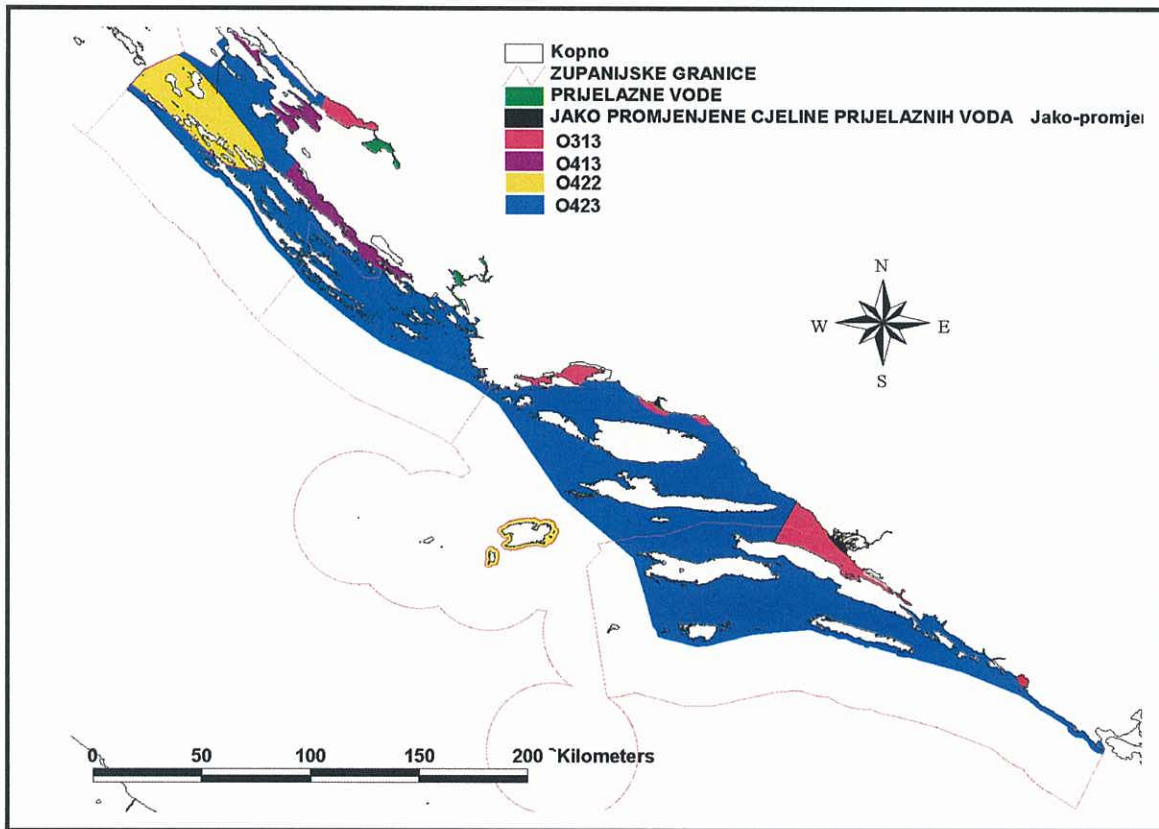 Kopno
ZUPANIJSKE GRANICE
PRIJELAZNE VODE
JAKO PROMJENJENE CJELINE PRIJELAZNIH VODA Jako-promjei
O313
O413
O422
O423
N
W E
S
0 50 100 150 200 ~Kilometers